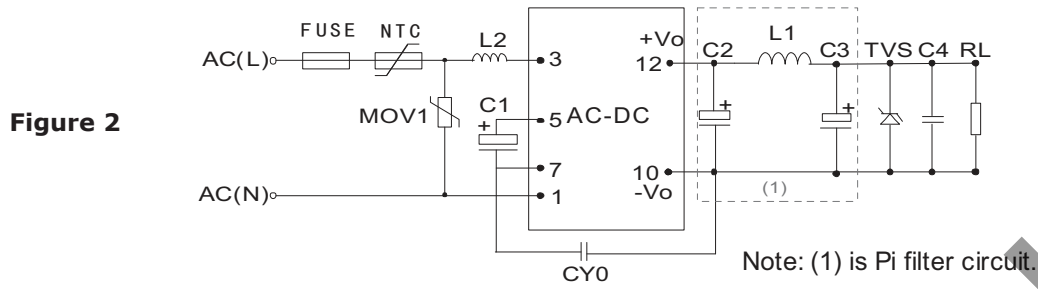 FUSE NTC L2 +Vo C2 L1 C3 TVS C4 RL
AC(L) 3 12
Figure 2 MOV1 C1 + 5 AC-DC + +
7 10 (1)
AC(N) 1 -Vo
CY0 Note: (1) is Pi filter circuit.